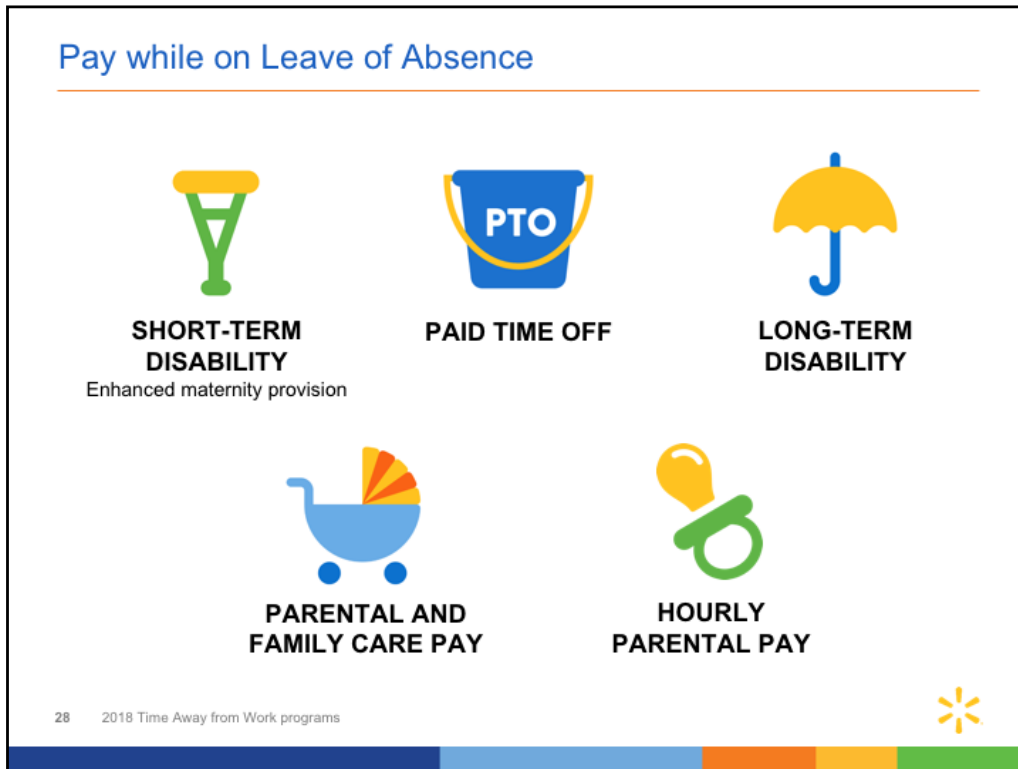 Pay while on Leave of Absence
PTO
SHORT-TERM
DISABILITY
Enhanced maternity provision
PAID TIME OFF
LONG-TERM
DISABILITY
PARENTAL AND
FAMILY CARE PAY
HOURLY
PARENTAL PAY
28 2018 Time Away from Work programs